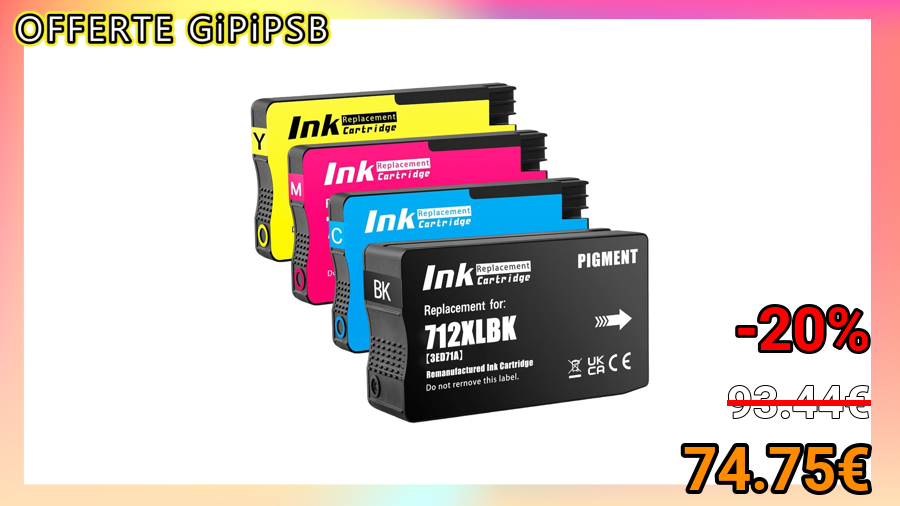 OFFERTE GiPiPSB
Y
Ink Replacement Cartridge
M
Ink Replacement Cartridge
C
Ink Replacement Cartridge
BK
Ink Replacement Cartridge
PIGMENT
Replacement for:
712XLBK
【3ED71A】
Remanufactured Ink Cartridge
Do not remove this label.
UK CA CE
-20%
93.44€
74.75€